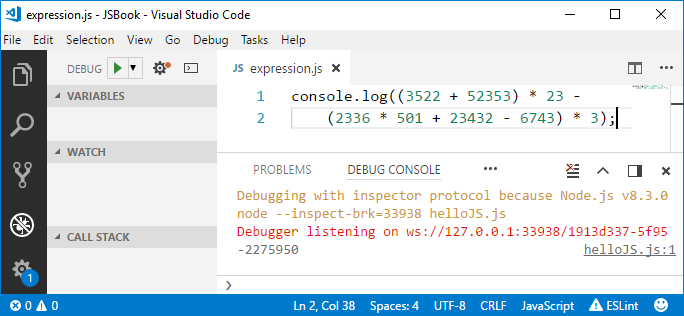 expression.js - JSBook - Visual Studio Code
File Edit Selection View Go Debug Tasks Help
DEBUG
JS expression.js
VARIABLES
1 console.log((3522 + 52353) * 23 -
2 (2336 * 501 + 23432 - 6743) * 3);
WATCH
PROBLEMS DEBUG CONSOLE ...
Debugging with inspector protocol because Node.js v8.3.0
node --inspect-brk=33938 helloJS.js
Debugger listening on ws://127.0.0.1:33938/1913d337-5f95
-2275950 helloJS.js:1
CALL STACK
1
0 0 Ln 2, Col 38 Spaces: 4 UTF-8 CRLF JavaScript ESLint